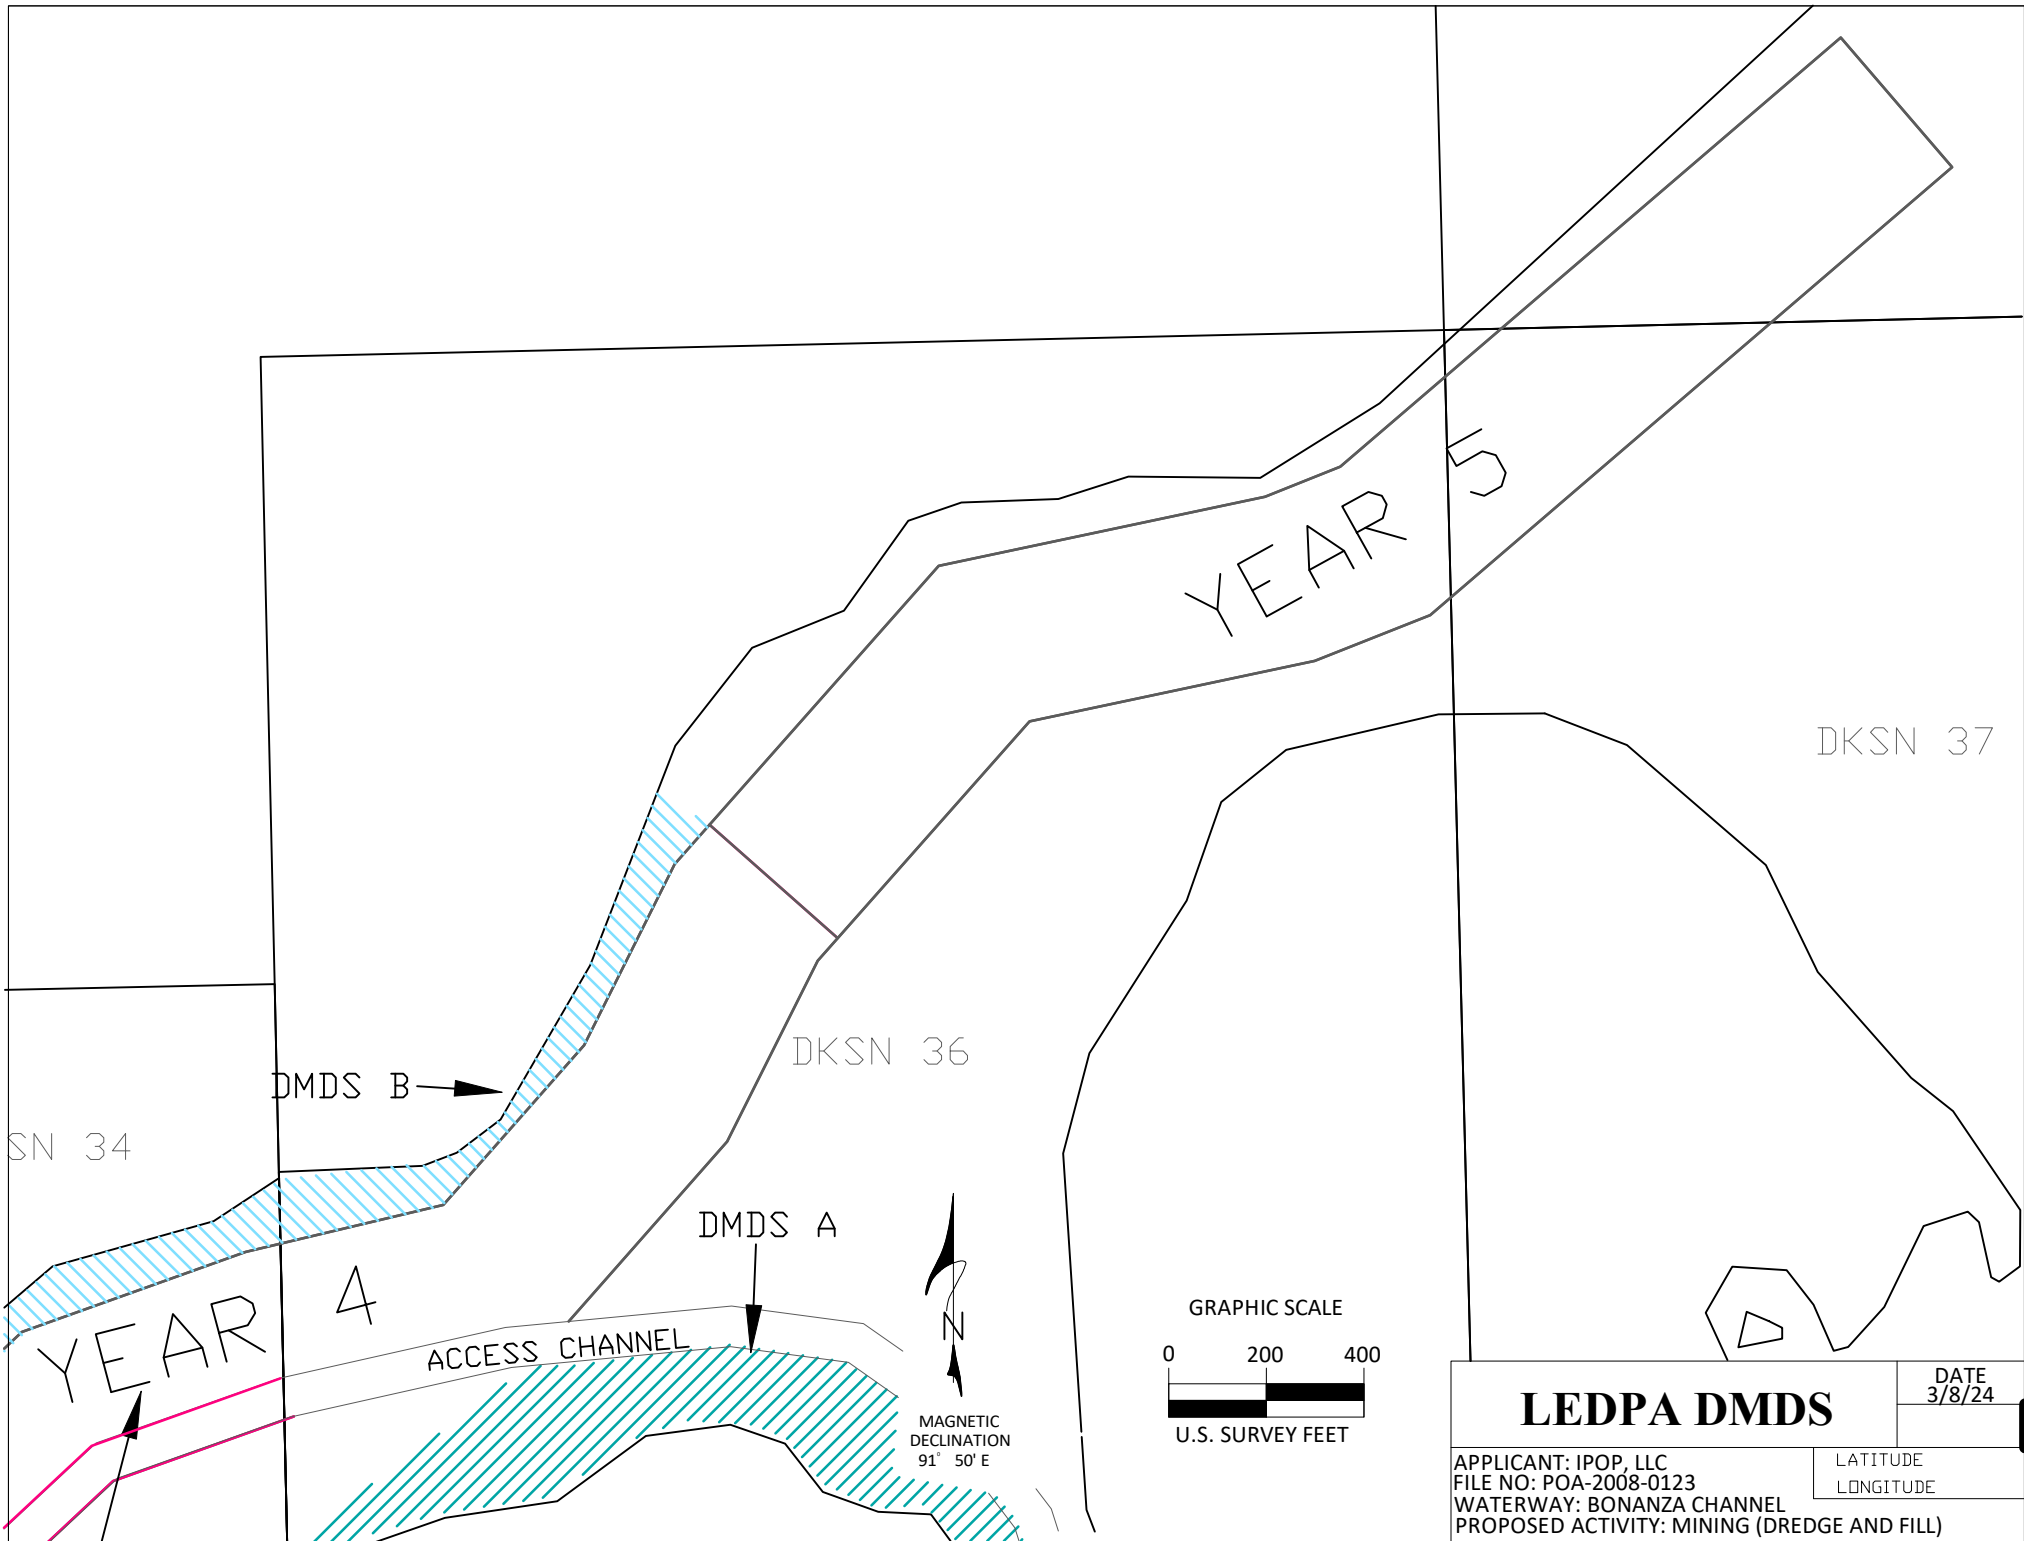 YEAR 5
DKSN 37
DKSN 36
DMDS B
SN 34
DMDS A
YEAR 4
ACCESS CHANNEL
N
MAGNETIC
DECLINATION
91° 50' E
GRAPHIC SCALE
0 200 400
U.S. SURVEY FEET
LEDPA DMDS
DATE
3/8/24
APPLICANT: IPOP, LLC
FILE NO: POA-2008-0123
WATERWAY: BONANZA CHANNEL
PROPOSED ACTIVITY: MINING (DREDGE AND FILL)
LATITUDE
LONGITUDE